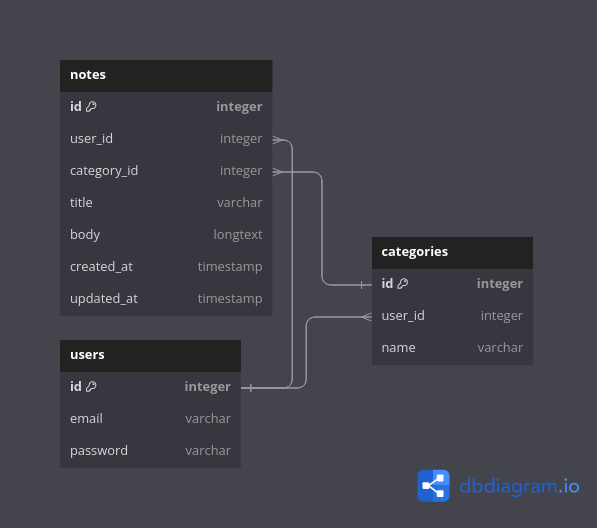 notes
id integer
user_id integer
category_id integer
title varchar
body longtext
created_at timestamp
updated_at timestamp
users
id integer
email varchar
password varchar
categories
id integer
user_id integer
name varchar
dbdiagram.io